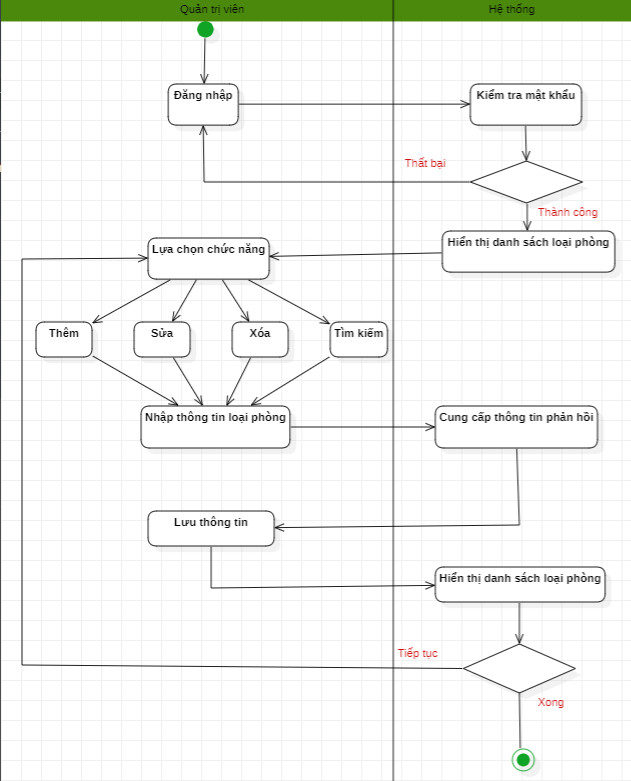 Quản trị viên
Hệ thống
Đăng nhập
Kiểm tra mật khẩu
Thất bại
Thành công
Lựa chọn chức năng
Hiển thị danh sách loại phòng
Thêm
Sửa
Xóa
Tìm kiếm
Nhập thông tin loại phòng
Cung cấp thông tin phản hồi
Lưu thông tin
Hiển thị danh sách loại phòng
Tiếp tục
Xong